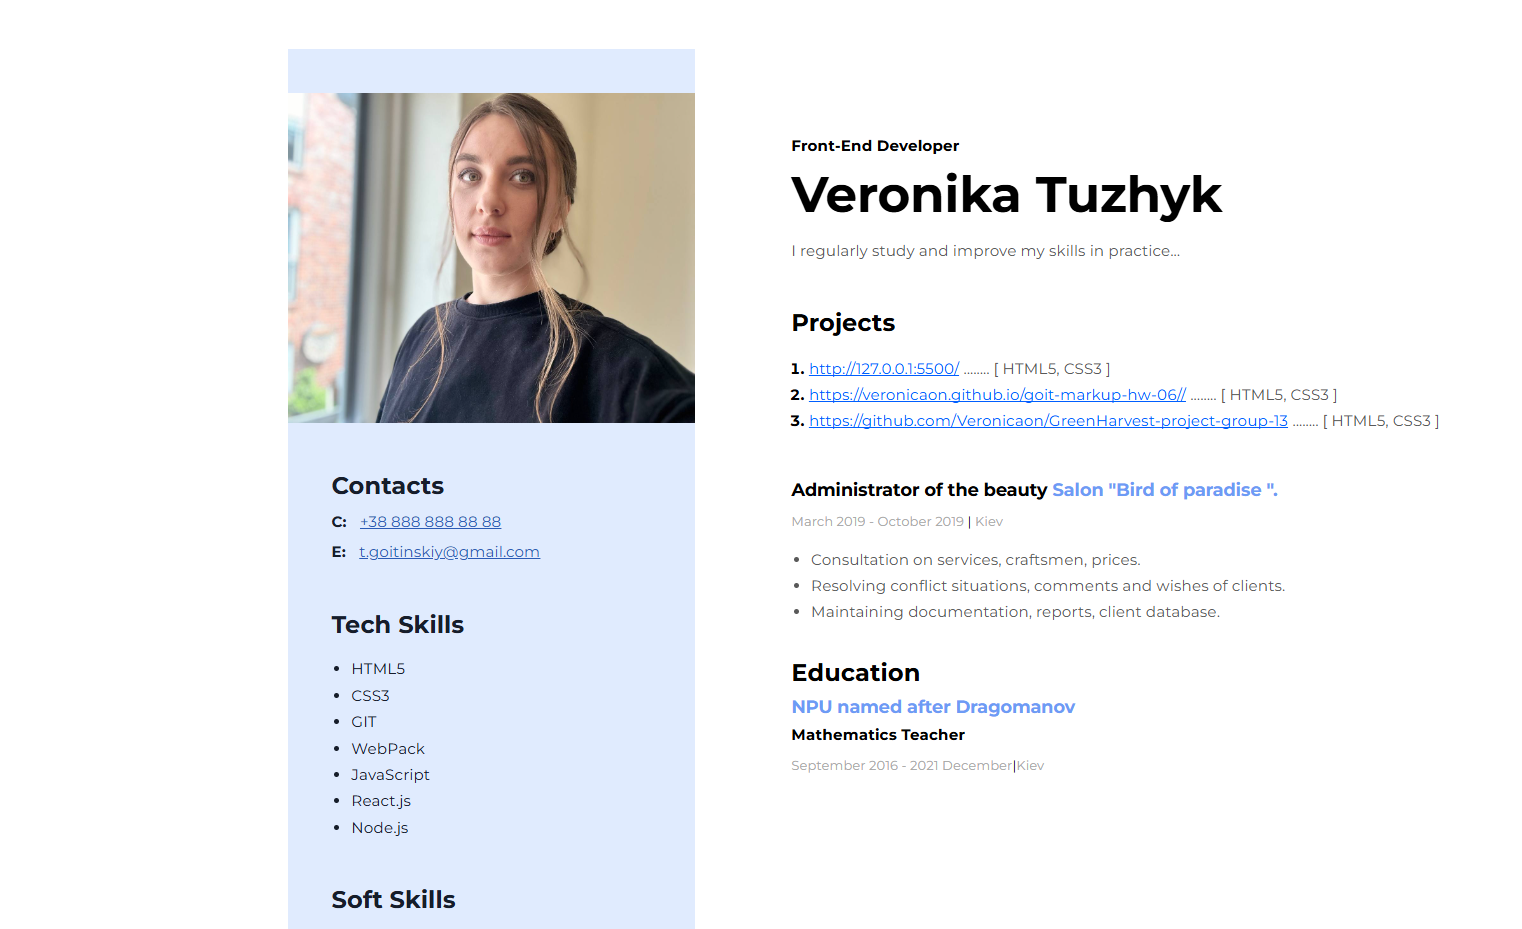 Contacts
C: +38 888 888 88 88
E: t.goitinskiy@gmail.com
Tech Skills
• HTML5
• CSS3
• GIT
• WebPack
• JavaScript
• React.js
• Node.js
Soft Skills
Front-End Developer
Veronika Tuzhyk
I regularly study and improve my skills in practice...
Projects
1. http://127.0.0.1:5500/ ........ [ HTML5, CSS3 ]
2. https://veronicaon.github.io/goit-markup-hw-06// ........ [ HTML5, CSS3 ]
3. https://github.com/Veronicaon/GreenHarvest-project-group-13 ........ [ HTML5, CSS3 ]
Administrator of the beauty Salon "Bird of paradise ".
March 2019 - October 2019 | Kiev
• Consultation on services, craftsmen, prices.
• Resolving conflict situations, comments and wishes of clients.
• Maintaining documentation, reports, client database.
Education
NPU named after Dragomanov
Mathematics Teacher
September 2016 - 2021 December|Kiev